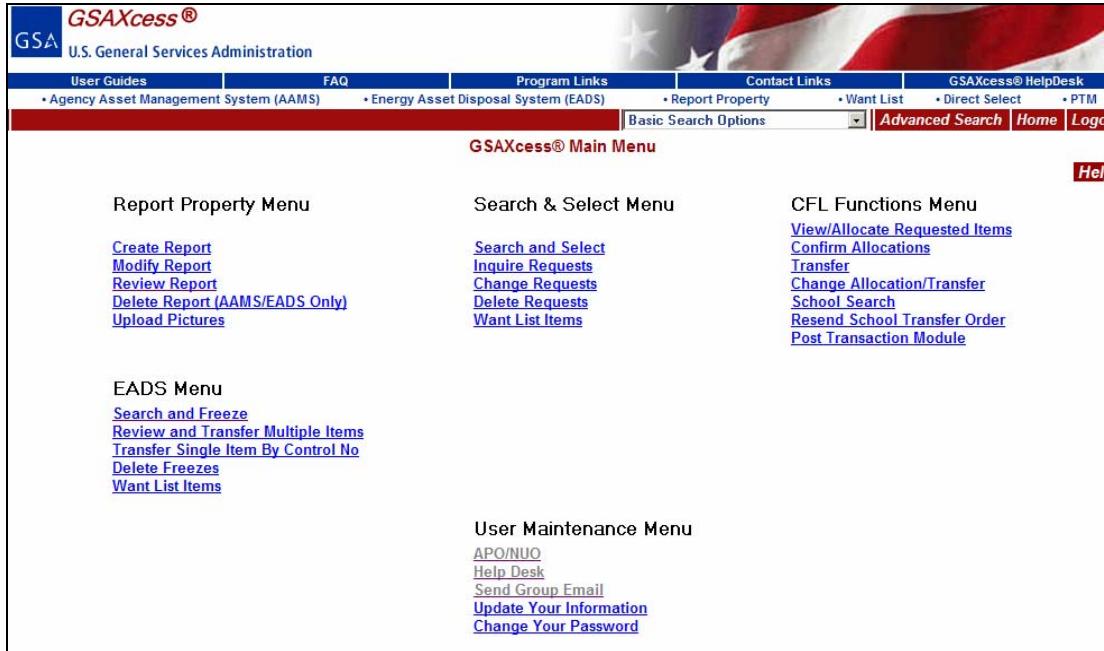 GSAXcess ®
GSA
U.S. General Services Administration
User Guides FAQ Program Links Contact Links GSAXcess® HelpDesk
• Agency Asset Management System (AAMS) • Energy Asset Disposal System (EADS) • Report Property • Want List • Direct Select • PTM
Basic Search Options Advanced Search Home Logo
GSAXcess® Main Menu
Hel
Report Property Menu
Create Report
Modify Report
Review Report
Delete Report (AAMS/EADS Only)
Upload Pictures
Search & Select Menu
Search and Select
Inquire Requests
Change Requests
Delete Requests
Want List Items
CFL Functions Menu
View/Allocate Requested Items
Confirm Allocations
Transfer
Change Allocation/Transfer
School Search
Resend School Transfer Order
Post Transaction Module
EADS Menu
Search and Freeze
Review and Transfer Multiple Items
Transfer Single Item By Control No
Delete Freezes
Want List Items
User Maintenance Menu
APO/NUO
Help Desk
Send Group Email
Update Your Information
Change Your Password